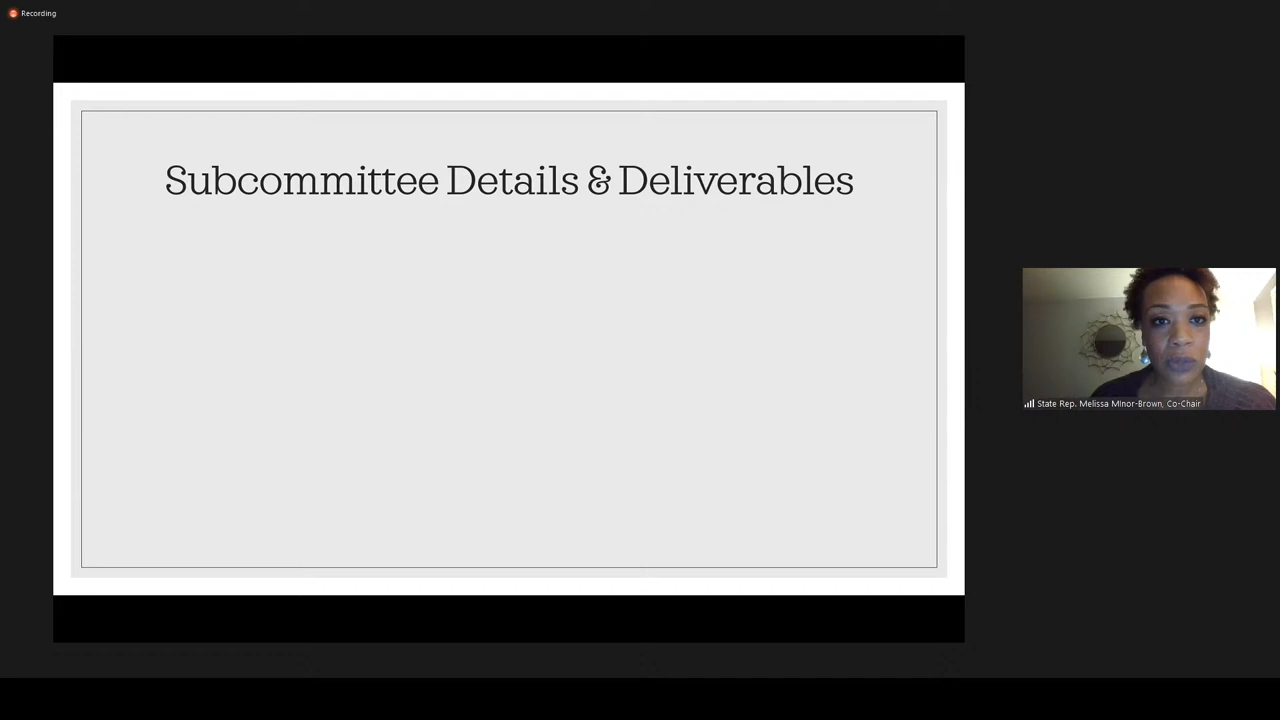 Recording
Subcommittee Details & Deliverables
State Rep. Melissa MInor-Brown, Co-Chair